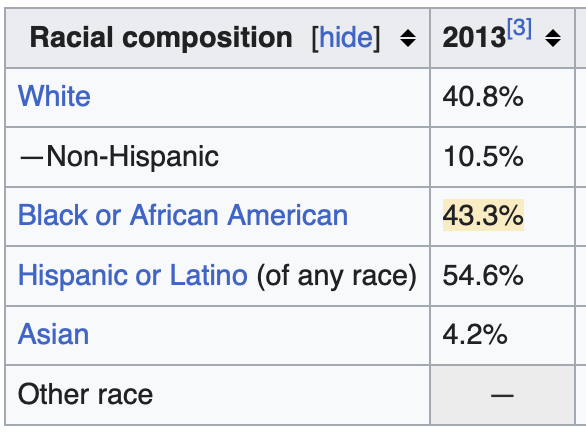 Racial composition [hide] 2013[3]
White 40.8%
—Non-Hispanic 10.5%
Black or African American 43.3%
Hispanic or Latino (of any race) 54.6%
Asian 4.2%
Other race —